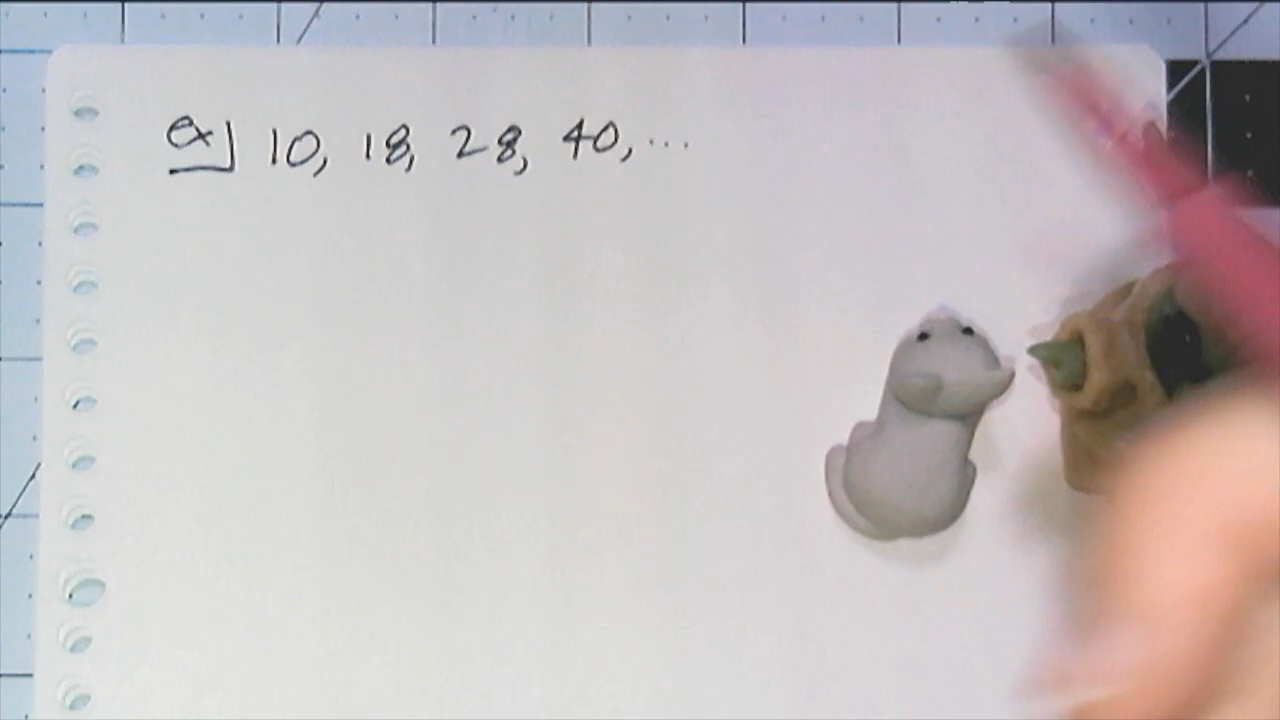 ex] 10, 18, 28, 40, ...